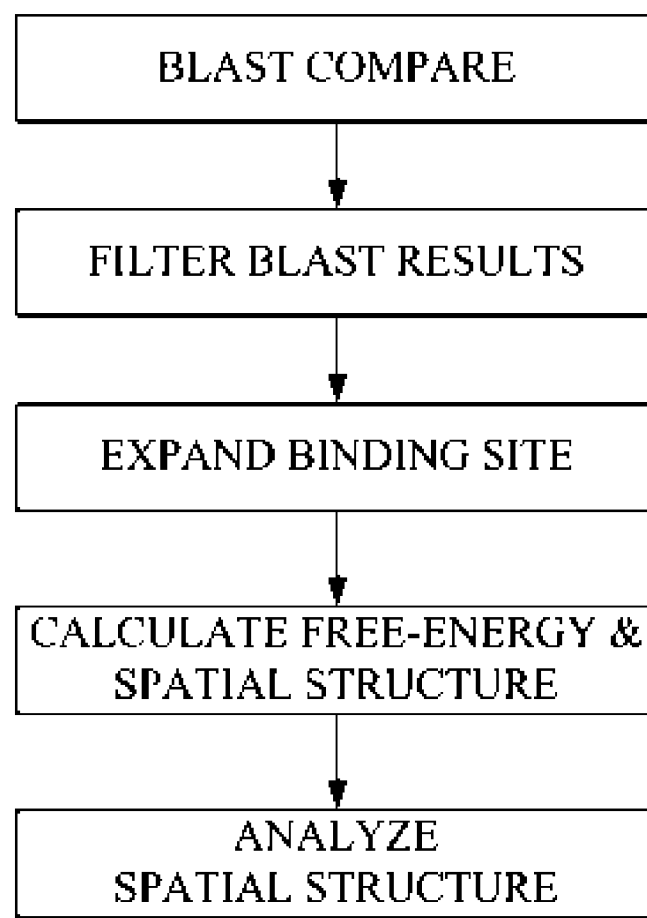 BLAST COMPARE
FILTER BLAST RESULTS
EXPAND BINDING SITE
CALCULATE FREE-ENERGY &
SPATIAL STRUCTURE
ANALYZE
SPATIAL STRUCTURE